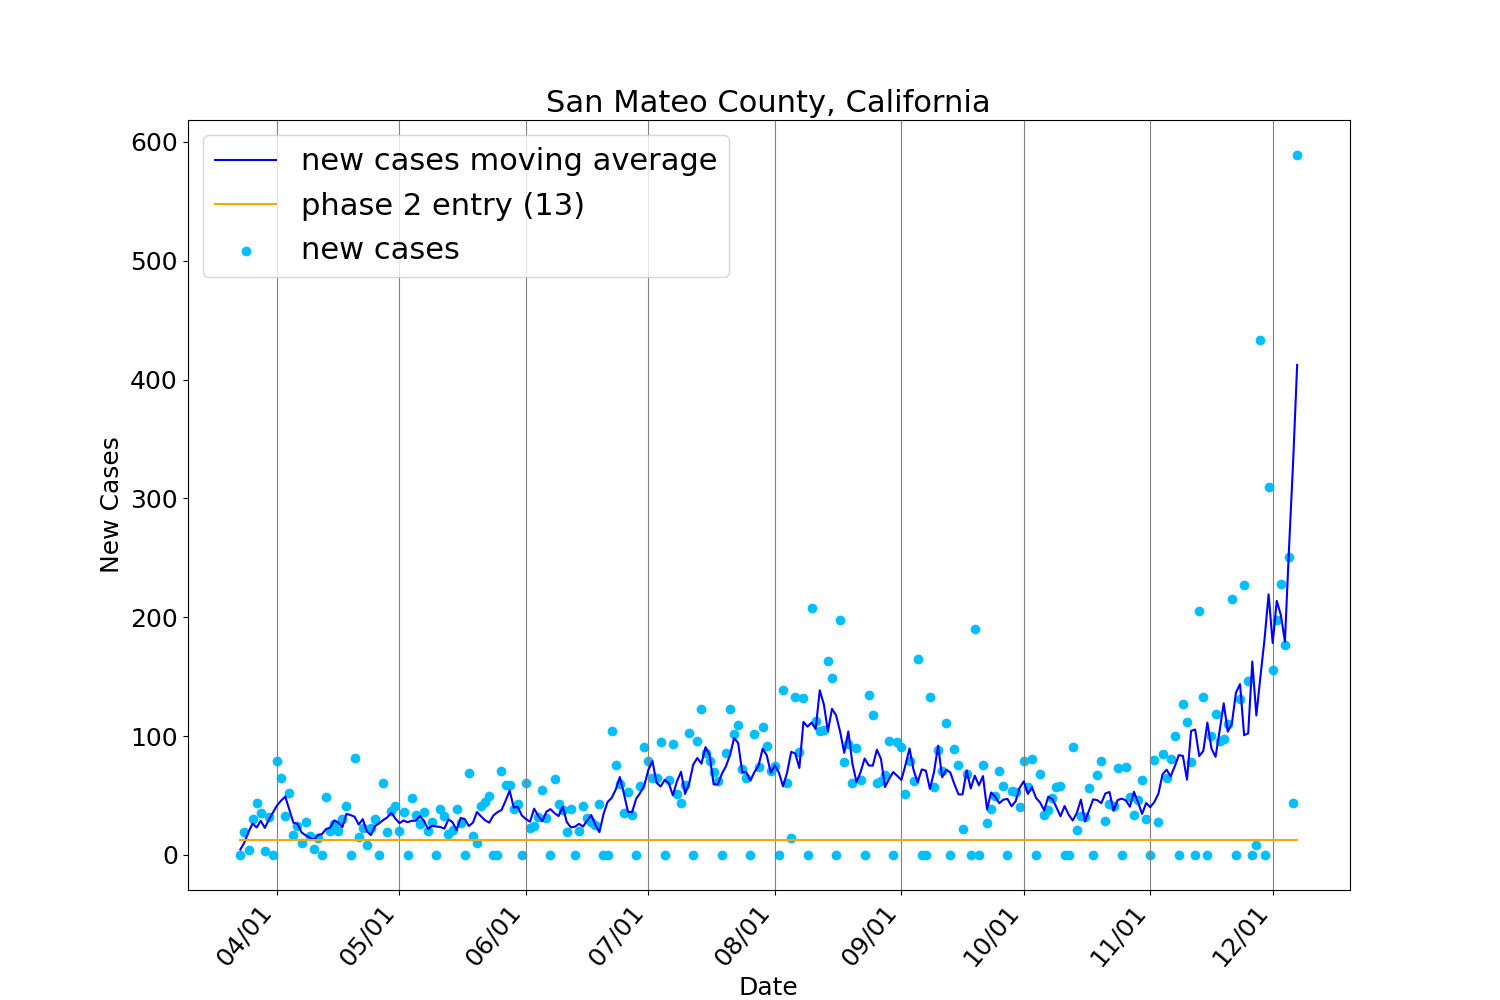 San Mateo County, California
new cases moving average
phase 2 entry (13)
new cases
600
500
400
300
200
100
0
New Cases
04/01
05/01
06/01
07/01
08/01
09/01
10/01
11/01
12/01
Date